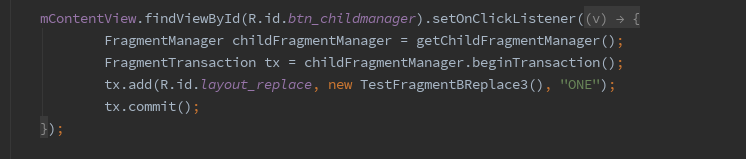 mContentView.findViewById(R.id.btn_childmanager).setOnClickListener((v) → {
FragmentManager childFragmentManager = getChildFragmentManager();
FragmentTransaction tx = childFragmentManager.beginTransaction();
tx.add(R.id.layout_replace, new TestFragmentBReplace3(), "ONE");
tx.commit();
});